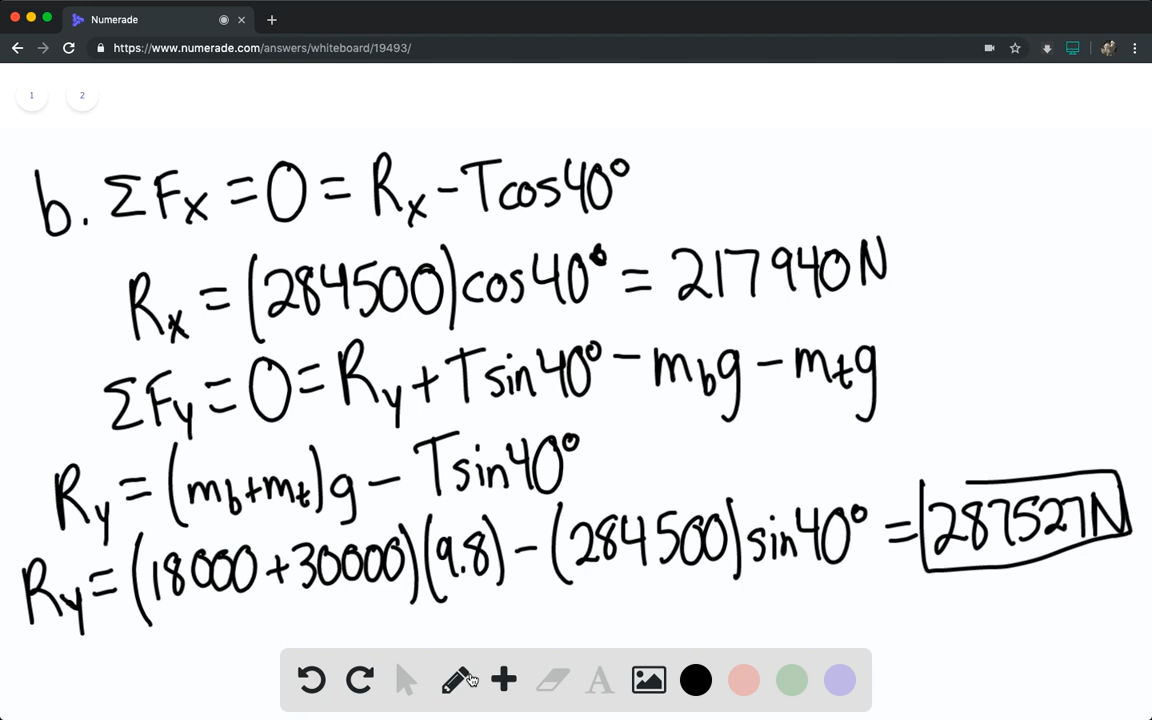 Numerade
https://www.numerade.com/answers/whiteboard/19493/
1 2
b. ΣFx = 0 = Rx - Tcos40°
Rx = (284500)cos40° = 217940N
ΣFy = 0 = Ry + Tsin40° - mbg - mtg
Ry = (mb+mt)g - Tsin40°
Ry = (18000+30000)(9.8) - (284500)sin40° = 287527N
A